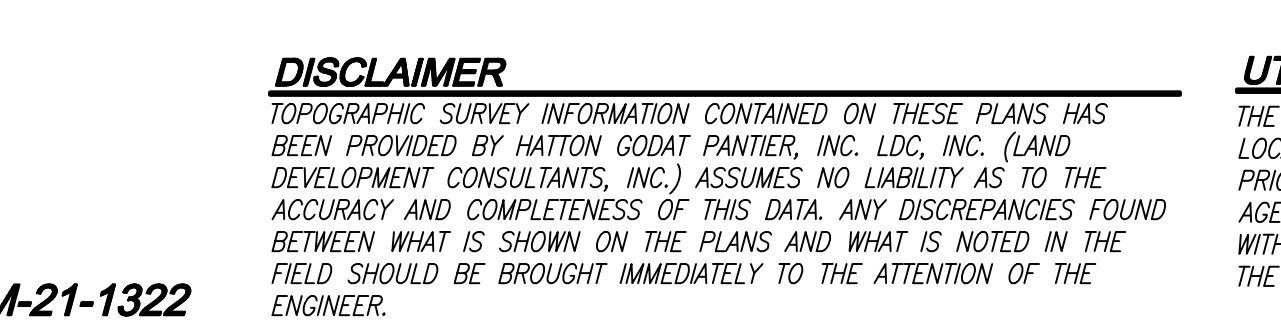 DISCLAIMER
TOPOGRAPHIC SURVEY INFORMATION CONTAINED ON THESE PLANS HAS
BEEN PROVIDED BY HATTON GODAT PANTIER, INC. LDC, INC. (LAND
DEVELOPMENT CONSULTANTS, INC.) ASSUMES NO LIABILITY AS TO THE
ACCURACY AND COMPLETENESS OF THIS DATA. ANY DISCREPANCIES FOUND
BETWEEN WHAT IS SHOWN ON THE PLANS AND WHAT IS NOTED IN THE
FIELD SHOULD BE BROUGHT IMMEDIATELY TO THE ATTENTION OF THE
ENGINEER.
-21-1322
THE
THE